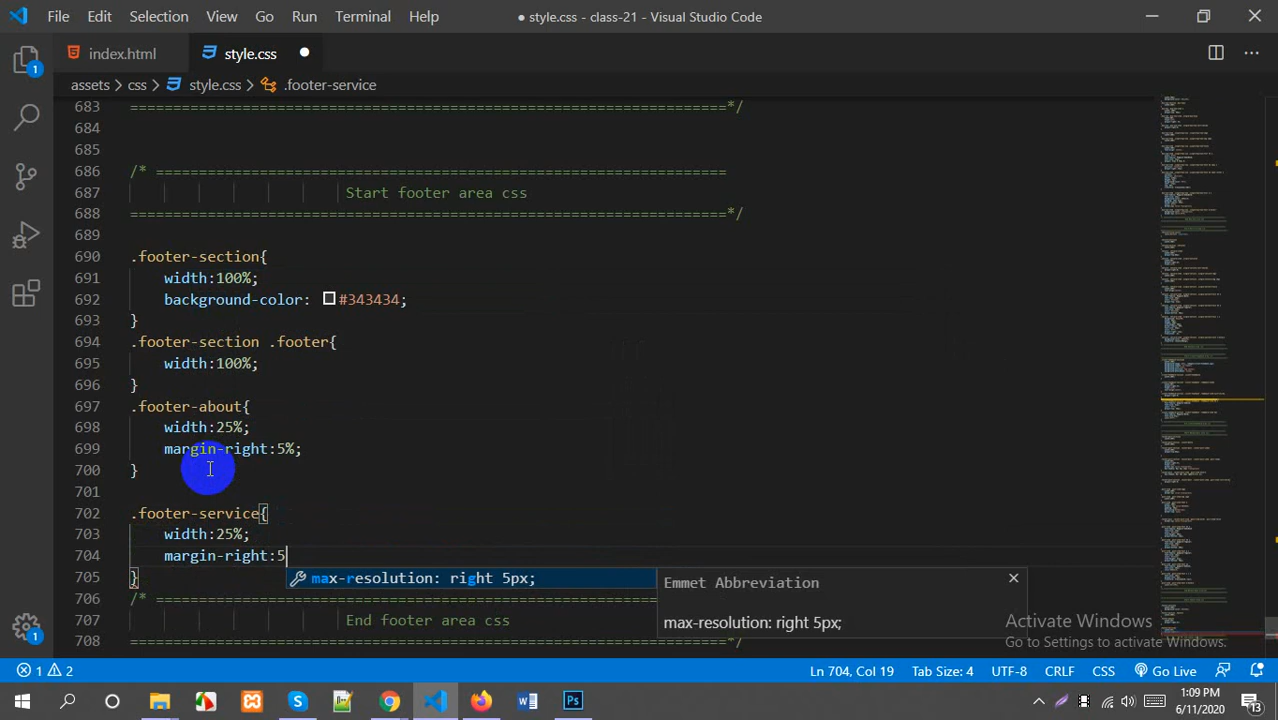 File Edit Selection View Go Run Terminal Help ● style.css - class-21 - Visual Studio Code
index.html style.css
assets > css > style.css > .footer-service
683 ===================================================================*/
684
685
686 /* ===================================================================
687 Start footer area css
688 ===================================================================*/
689
690 .footer-section{
691 width:100%;
692 background-color: #343434;
693 }
694 .footer-section .footer{
695 width:100%;
696 }
697 .footer-about{
698 width:25%;
699 margin-right:5%;
700 }
701
702 .footer-service{
703 width:25%;
704 margin-right:5
705 }
max-resolution: right 5px;
Emmet Abbreviation
max-resolution: right 5px;
706 /* ===================================================================
707 End footer area css
708 ===================================================================*/
Activate Windows
Go to Settings to activate Windows.
1 2 Ln 704, Col 19 Tab Size: 4 UTF-8 CRLF CSS Go Live
1:09 PM
6/11/2020
13